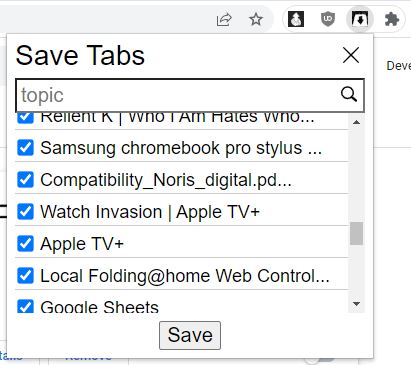 Save Tabs
Deve
topic
Relient K | Who I Am Hates Who...
Samsung chromebook pro stylus ...
Compatibility_Noris_digital.pd...
Watch Invasion | Apple TV+
Apple TV+
Local Folding@home Web Control...
Google Sheets
Save
ails
Remove